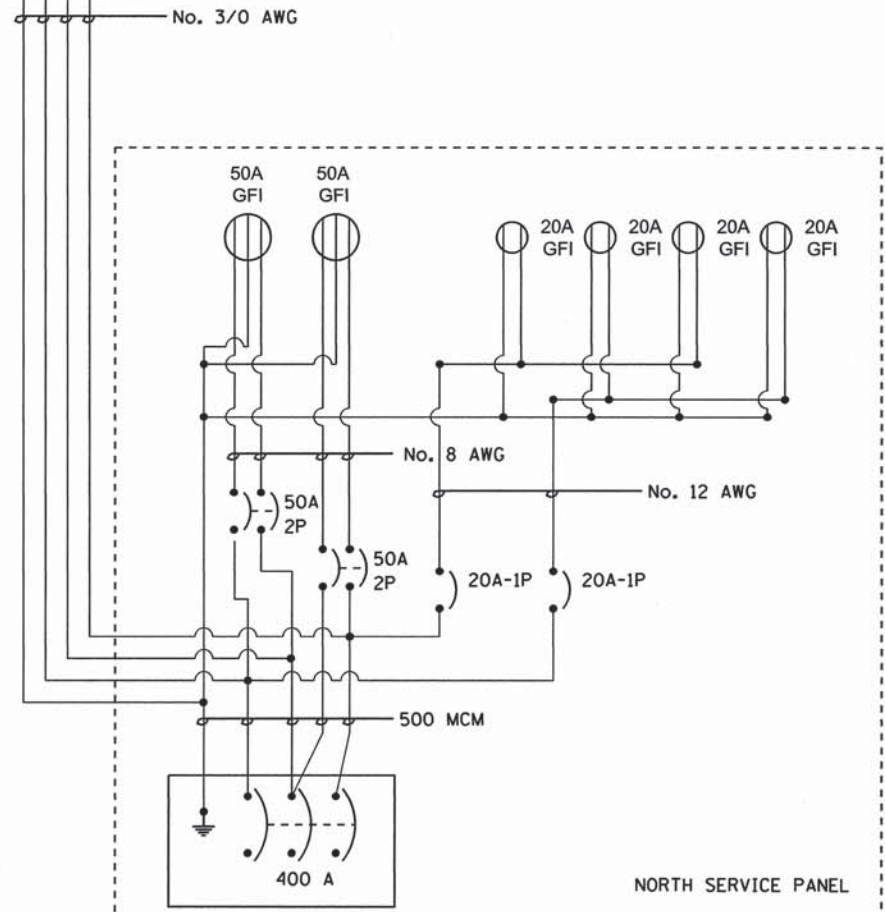 No. 3/0 AWG
50A
GFI
50A
GFI
20A
GFI
20A
GFI
20A
GFI
20A
GFI
No. 8 AWG
No. 12 AWG
50A
2P
50A
2P
20A-1P
20A-1P
500 MCM
400 A
NORTH SERVICE PANEL